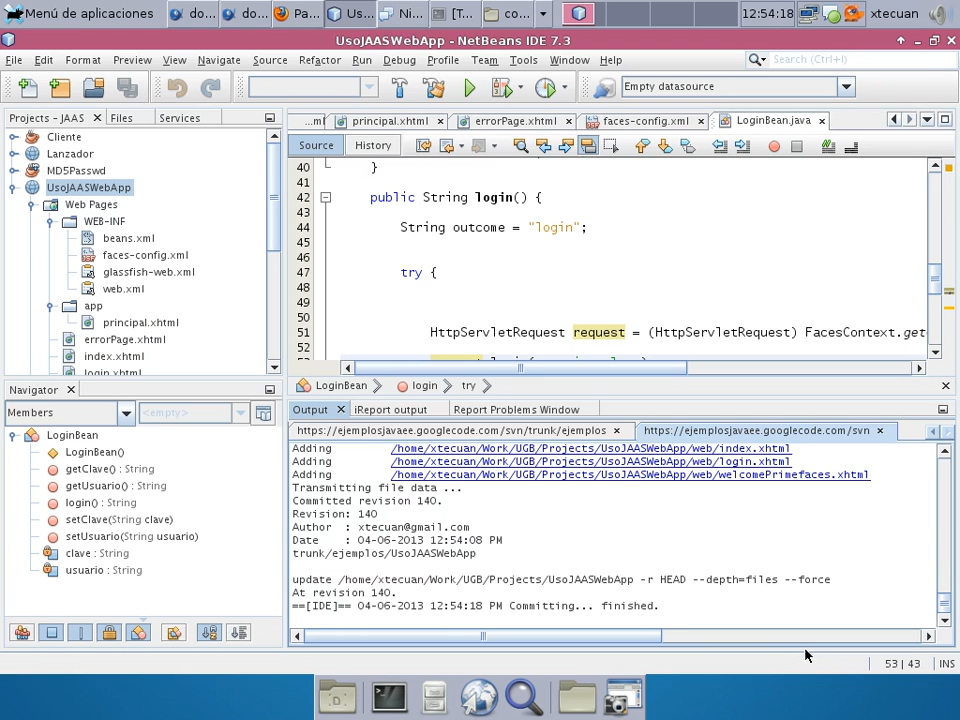 Menú de aplicaciones
do...
do...
Pa...
Us...
Ni...
[T...
co...
12:54:18
xtecuan
UsoJAASWebApp - NetBeans IDE 7.3
File Edit Format Preview View Navigate Source Refactor Run Debug Profile Team Tools Window Help
Search (Ctrl+I)
Empty datasource
Projects - JAAS
Files
Services
...ml
principal.xhtml
errorPage.xhtml
faces-config.xml
LoginBean.java
Source
History
Cliente
Lanzador
MD5Passwd
UsoJAASWebApp
Web Pages
WEB-INF
beans.xml
faces-config.xml
glassfish-web.xml
web.xml
app
principal.xhtml
errorPage.xhtml
index.xhtml
login.xhtml
40 }
41
42 public String login() {
43
44 String outcome = "login";
45
46
47 try {
48
49
50
51 HttpServletRequest request = (HttpServletRequest) FacesContext.get
52
LoginBean
login
try
Navigator
Members
<empty>
LoginBean
LoginBean()
getClave() : String
getUsuario() : String
login() : String
setClave(String clave)
setUsuario(String usuario)
clave : String
usuario : String
Output
iReport output
Report Problems Window
https://ejemplosjavaee.googlecode.com/svn/trunk/ejemplos
https://ejemplosjavaee.googlecode.com/svn
Adding /home/xtecuan/Work/UGB/Projects/UsoJAASWebApp/web/index.xhtml
Adding /home/xtecuan/Work/UGB/Projects/UsoJAASWebApp/web/login.xhtml
Adding /home/xtecuan/Work/UGB/Projects/UsoJAASWebApp/web/welcomePrimefaces.xhtml
Transmitting file data ...
Committed revision 140.
Revision: 140
Author : xtecuan@gmail.com
Date : 04-06-2013 12:54:08 PM
trunk/ejemplos/UsoJAASWebApp
update /home/xtecuan/Work/UGB/Projects/UsoJAASWebApp -r HEAD --depth=files --force
At revision 140.
==[IDE]== 04-06-2013 12:54:18 PM Committing... finished.
53 | 43
INS